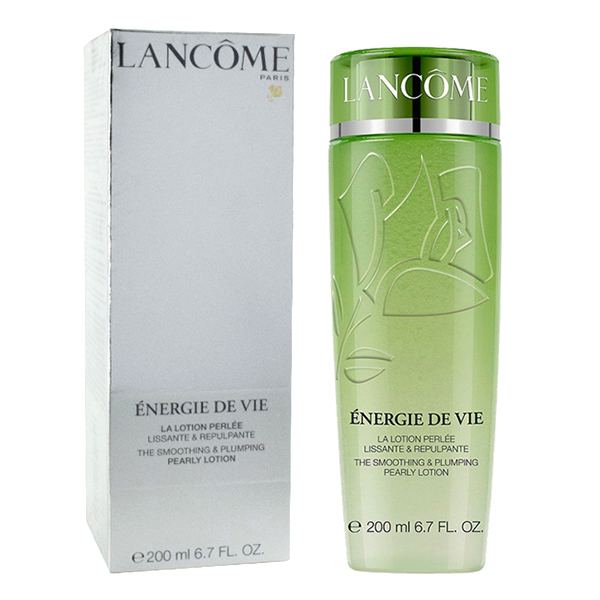 LANCÔME
PARIS
ÉNERGIE DE VIE
LA LOTION PERLÉE
LISSANTE & REPULPANTE
THE SMOOTHING & PLUMPING
PEARLY LOTION
℮ 200 ml 6.7 FL. OZ.
LANCÔME
ÉNERGIE DE VIE
LA LOTION PERLÉE
LISSANTE & REPULPANTE
THE SMOOTHING & PLUMPING
PEARLY LOTION
℮ 200 ml 6.7 FL. OZ.